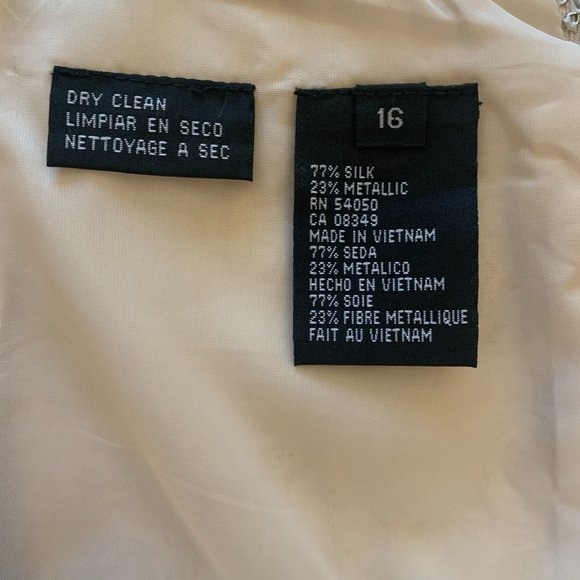 DRY CLEAN
LIMPIAR EN SECO
NETTOYAGE A SEC
16
77% SILK
23% METALLIC
RN 54050
CA 08349
MADE IN VIETNAM
77% SEDA
23% METALICO
HECHO EN VIETNAM
77% SOIE
23% FIBRE METALLIQUE
FAIT AU VIETNAM